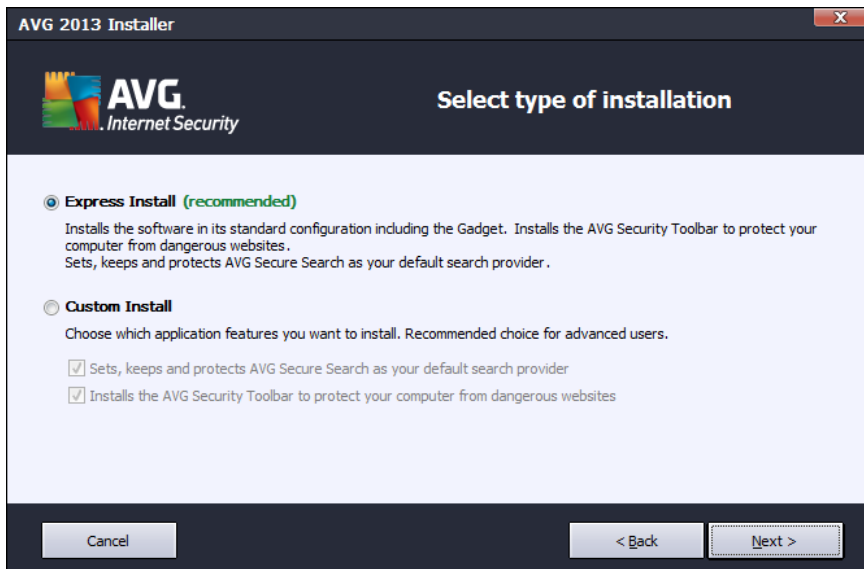 AVG 2013 Installer
X
AVG.
Internet Security
Select type of installation
Express Install (recommended)
Installs the software in its standard configuration including the Gadget. Installs the AVG Security Toolbar to protect your
computer from dangerous websites.
Sets, keeps and protects AVG Secure Search as your default search provider.
Custom Install
Choose which application features you want to install. Recommended choice for advanced users.
Sets, keeps and protects AVG Secure Search as your default search provider
Installs the AVG Security Toolbar to protect your computer from dangerous websites
Cancel
< Back
Next >